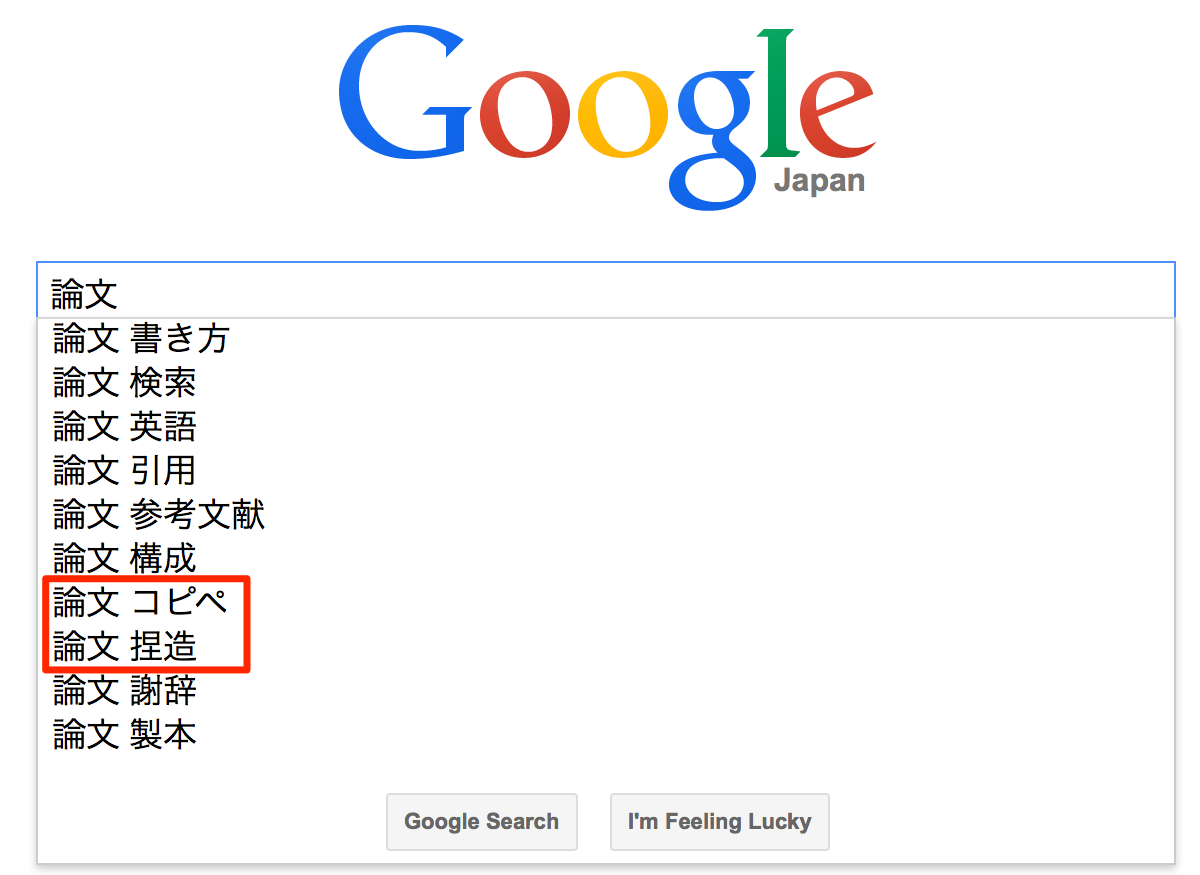 Google
Japan
論文
論文 書き方
論文 検索
論文 英語
論文 引用
論文 参考文献
論文 構成
論文 コピペ
論文 捏造
論文 謝辞
論文 製本
Google Search
I'm Feeling Lucky